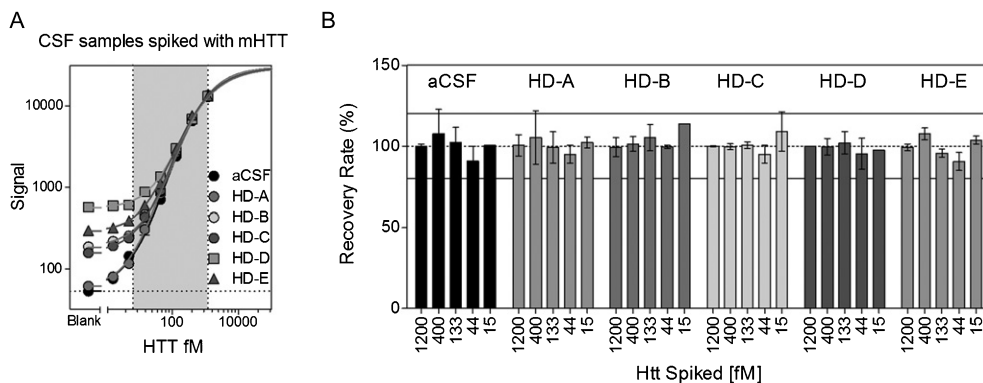 A
CSF samples spiked with mHTT
Signal
10000
1000
100
Blank
100
10000
HTT fM
aCSF
HD-A
HD-B
HD-C
HD-D
HD-E
B
Recovery Rate (%)
150
100
50
0
aCSF HD-A HD-B HD-C HD-D HD-E
1200 400 133 44 15 1200 400 133 44 15 1200 400 133 44 15 1200 400 133 44 15 1200 400 133 44 15 1200 400 133 44 15
Htt Spiked [fM]